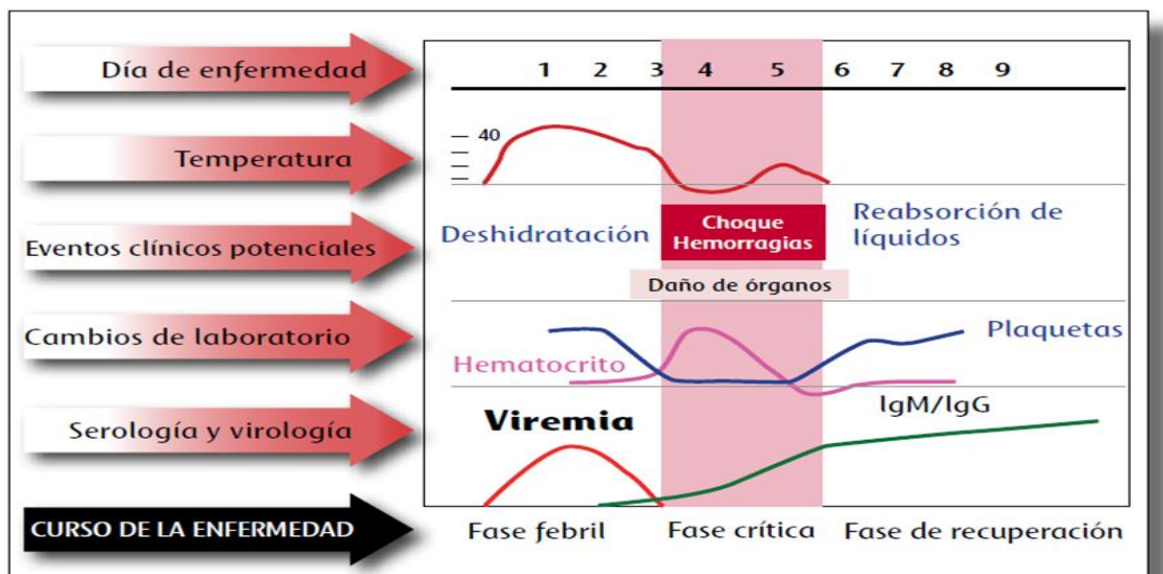 Día de enfermedad
1 2 3 4 5 6 7 8 9
Temperatura
40
Eventos clínicos potenciales
Deshidratación
Choque
Hemorragias
Reabsorción de
líquidos
Daño de órganos
Cambios de laboratorio
Hematocrito
Plaquetas
Serología y virología
Viremia
IgM/IgG
CURSO DE LA ENFERMEDAD
Fase febril
Fase crítica
Fase de recuperación